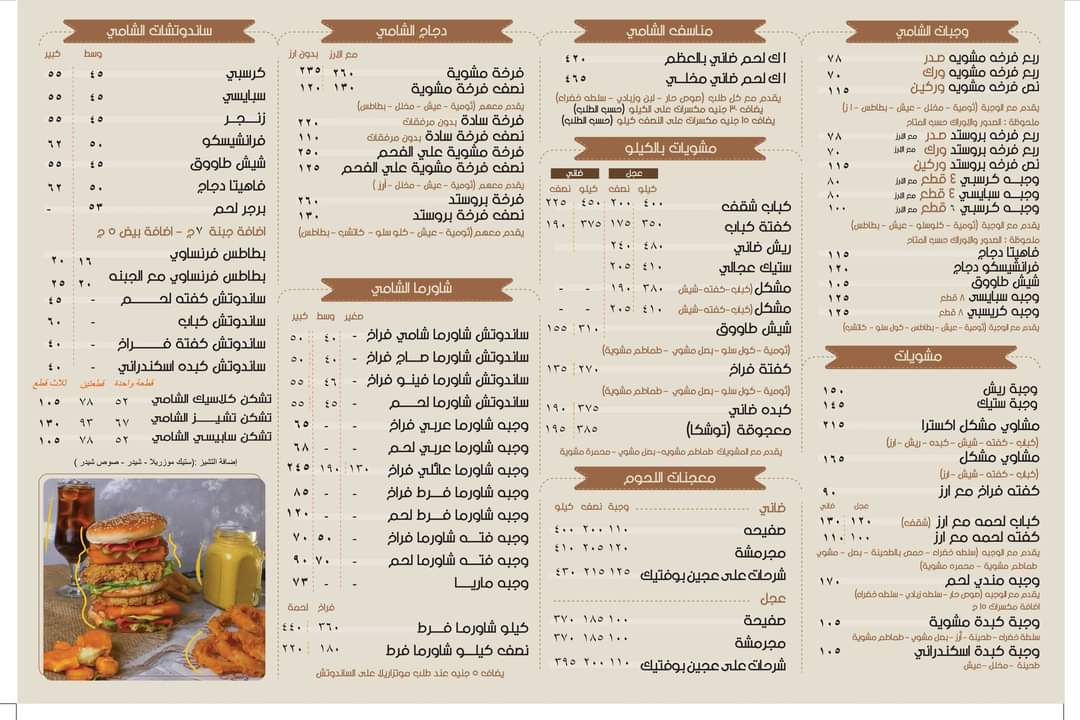 وجبات الشامي
ربع فرخه مشويه صدر ٧٨
ربع فرخه مشويه ورك ٧٠
نص فرخه مشويه وركين ١١٥
يقدم مع الوجبة (ثومية - كلسلو - مخلل - عيش - بطاطس - ارز)
ملحوظة : الصدور والاوراك حسب المتاح
ربع فرخه بروستد صدر مع الارز ٧٨
ربع فرخه بروستد ورك مع الارز ٧٠
نص فرخه بروستد وركين ١١٥
وجبه كرسبي ٤ قطع مع الارز ٨٠
وجبه سبايسي ٤ قطع مع الارز ٨٠
وجبه كرسبي ٦ قطع مع الارز ١٠٠
يقدم مع الوجبة (ثومية - كلوسلو - عيش - بطاطس)
ملحوظة : الصدور والاوراك حسب المتاح
فاهيتا دجاج ١١٥
فرانشيسكو دجاج ١٢٠
شيش طاووق ١٠٥
وجبه سبايسى ٨ قطع ١٢٥
وجبه كريسبي ٨ قطع ١٢٥
يقدم مع الوجبة (ثومية - عيش - بطاطس - كول سلو - كاتشب)
مشويات
وجبة ريش ١٥٠
وجبة ستيك ١٤٥
مشاوي مشكل اكسترا ٢١٥
(كباب - كفته - شيش - كبده - ريش - ارز)
مشاوي مشكل ١٦٥
(كباب - كفته - شيش - ارز)
كفته فراخ مع ارز ٩٠
عجل ضاني
كباب لحمه مع ارز (شقف) ١٢٠ ١٣٠
كفته لحمه مع ارز ١٠٠ ١١٠
يقدم مع الوجبه (سلطه خضراء - حمص بالطحينة - بصل - مشوي
طماطم مشوية - محمره مشوية)
وجبه مندي لحم ١٧٠
يقدم مع الوجبه (صوص حار - سلطه زبادي - سلطه خضراء)
اضافة مكسرات ١٥ ج
وجبة كبدة مشوية ١٠٥
سلطة خضراء - طحينة - أرز - بصل مشوي - طماطم مشوية
وجبة كبدة اسكندراني ١٠٥
طحينة - مخلل - عيش
مناسف الشامي
١ ك لحم ضاني بالعظم ٤٢٠
١ ك لحم ضاني مخلي ٤٦٥
يقدم مع كل طلب (صوص حار - لبن وزبادي - سلطه خضراء)
يضاف ٣٠ جنيه مكسرات على الكيلو (حسب الطلب)
يضاف ١٥ جنيه مكسرات على النصف كيلو (حسب الطلب)
مشويات بالكيلو
عجل ضاني
كيلو نصف كيلو نصف
كباب شقف ٤٠٠ ٢٠٠ ٤٥٠ ٢٢٥
كفتة كباب ٣٥٠ ١٧٥ ٣٧٥ ١٩٠
ريش ضاني ٤٨٠ ٢٤٠
ستيك عجالي ٤١٠ ٢٠٥
مشكل (كباب-كفته-شيش) ٣٨٠ ١٩٠ - -
مشكل (كباب-كفته-شيش) ٤١٠ ٢٠٥ - -
شيش طاووق ٣١٠ ١٥٥
(ثومية - كول سلو - بصل مشوي - طماطم مشوية)
كفتة فراخ ٢٧٠ ١٣٥
(ثومية - كول سلو - بصل مشوي - طماطم مشوية)
كبده ضاني ٣٧٥ ١٩٠
معجوقة (توشكا) ٣٨٥ ١٩٥
يقدم مع المشويات طماطم مشويه- بصل مشوي - محمرة مشوية
معجنات اللحوم
ضاني نصف كيلو
صفيحه ١١٠ ٢٠٠ ٤٠٠
مجرمشة ١٢٠ ٢٠٥ ٤١٠
شرحات على عجين بوفتيك ١٢٥ ٢١٥ ٤٣٠
عجل
صفيحة ١٠٠ ١٨٥ ٣٧٠
مجرمشة ١٠٠ ١٨٥ ٣٧٠
شرحات على عجين بوفتيك ١١٠ ٢٠٠ ٣٩٥
دجاج الشامي
مع الارز بدون ارز
فرخة مشوية ٢٦٠ ٢٣٥
نصف فرخة مشوية ١٣٠ ١٢٠
يقدم معهم (ثومية - عيش - مخلل - بطاطس)
فرخة سادة بدون مرفقات ٢٢٠
نصف فرخة سادة بدون مرفقات ١١٠
فرخة مشوية علي الفحم ٢٥٠
نصف فرخة مشوية علي الفحم ١٢٥
يقدم معهم (ثومية - عيش - مخلل - أرز )
فرخة بروستد ٢٦٠
نصف فرخة بروستد ١٣٠
يقدم معهم(ثومية - عيش - كلو سلو - كاتشب - بطاطس)
شاورما الشامي
صغير وسط كبير
ساندوتش شاورما شامي فراخ - ٤٠ ٥٠
ساندوتش شاورما صاج فراخ - ٤٠ ٥٠
ساندوتش شاورما فينو فراخ - ٤٦ ٥٥
ساندوتش شاورما لحم - ٤٥ ٥٥
وجبه شاورما عربي فراخ - - ٦٥
وجبه شاورما عربي لحم - - ٦٨
وجبه شاورما عائلي فراخ ١٣٠ ١٩٠ ٢٤٥
وجبه شاورما فرط فراخ - - ٨٥
وجبه شاورما فرط لحم - - ١٢٠
وجبه فته شاورما فراخ - ٥٠ ٧٠
وجبه فته شاورما لحم - ٧٠ ٩٠
وجبه ماريا - - ٧٣
فراخ لحمة
كيلو شاورما فرط ٣٦٠ ٤٤٠
نصف كيلو شاورما فرط ١٨٠ ٢٢٠
يضاف ٥ جنيه عند طلب موتزاريلا على الساندوتش
ساندوتشات الشامي
وسط كبير
كرسبي ٤٥ ٥٥
سبايسي ٤٥ ٥٥
زنجر ٤٥ ٥٥
فرانشيسكو ٥٠ ٦٢
شيش طاووق ٤٥ ٥٥
فاهيتا دجاج ٥٠ ٦٢
برجر لحم ٥٣ -
اضافة جبنة ٧ج - اضافة بيض ٥ ج
بطاطس فرنساوي ١٦ ٢٠
بطاطس فرنساوي مع الجبنه ٢٠ ٢٥
ساندوتش كفته لحم - ٤٥
ساندوتش كباب - ٦٠
ساندوتش كفتة فراخ - ٤٠
ساندوتش كبده اسكندراني - ٤٠
قطعة واحدة قطعتين ثلاث قطع
تشكن كلاسيك الشامي ٥٢ ٧٨ ١٠٥
تشكن تشيز الشامي ٦٧ ٩٣ ١٣٠
تشكن سابيسي الشامي ٥٢ ٧٨ ١٠٥
اضافة التشيز :(ستيك موزريلا - شيدر - صوص شيدر )